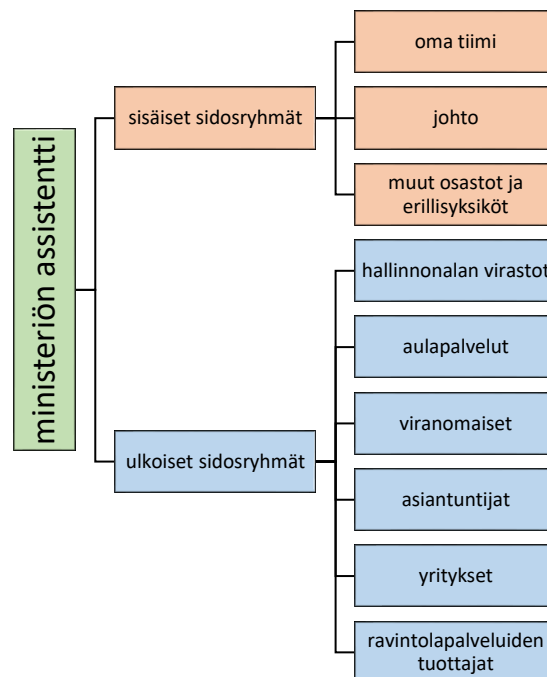 ministeriön assistentti
sisäiset sidosryhmät
oma tiimi
johto
muut osastot ja
erillisyksiköt
ulkoiset sidosryhmät
hallinnonalan virastot
aulapalvelut
viranomaiset
asiantuntijat
yritykset
ravintolapalveluiden
tuottajat